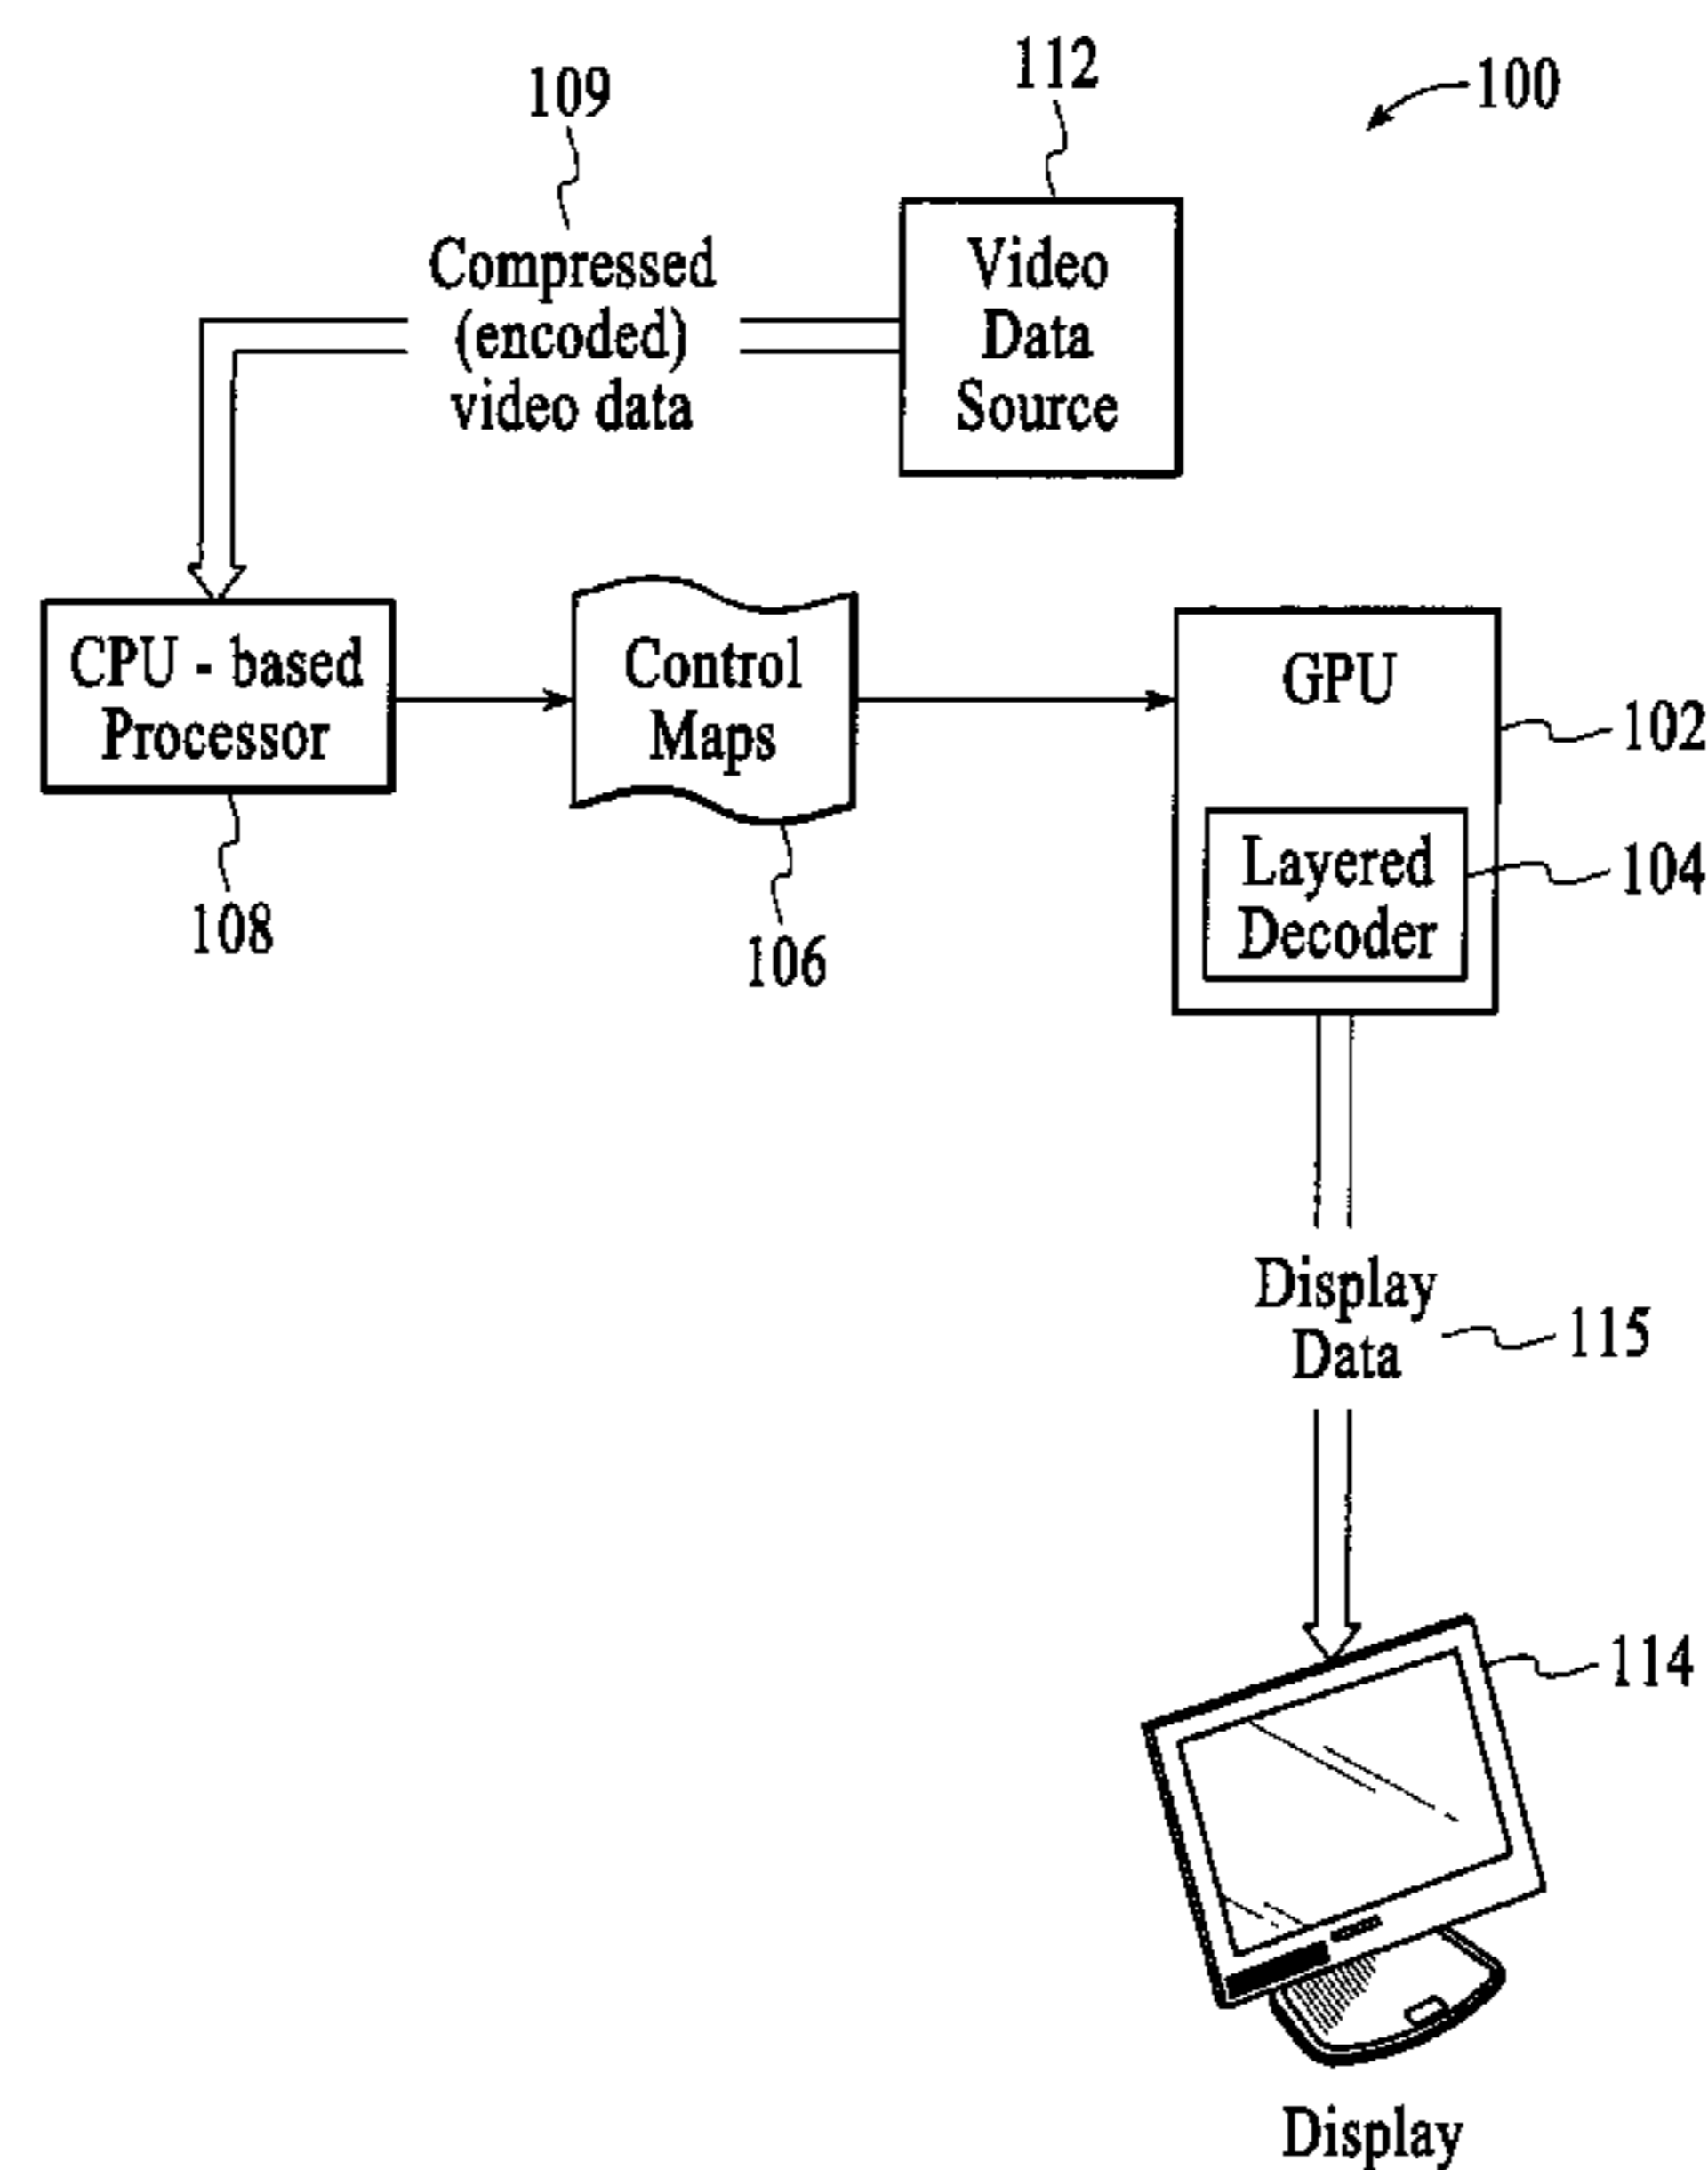 109
112
100
Compressed
(encoded)
video data
Video
Data
Source
CPU - based
Processor
Control
Maps
GPU
102
Layered
Decoder
104
108
106
Display
Data
115
114
Display